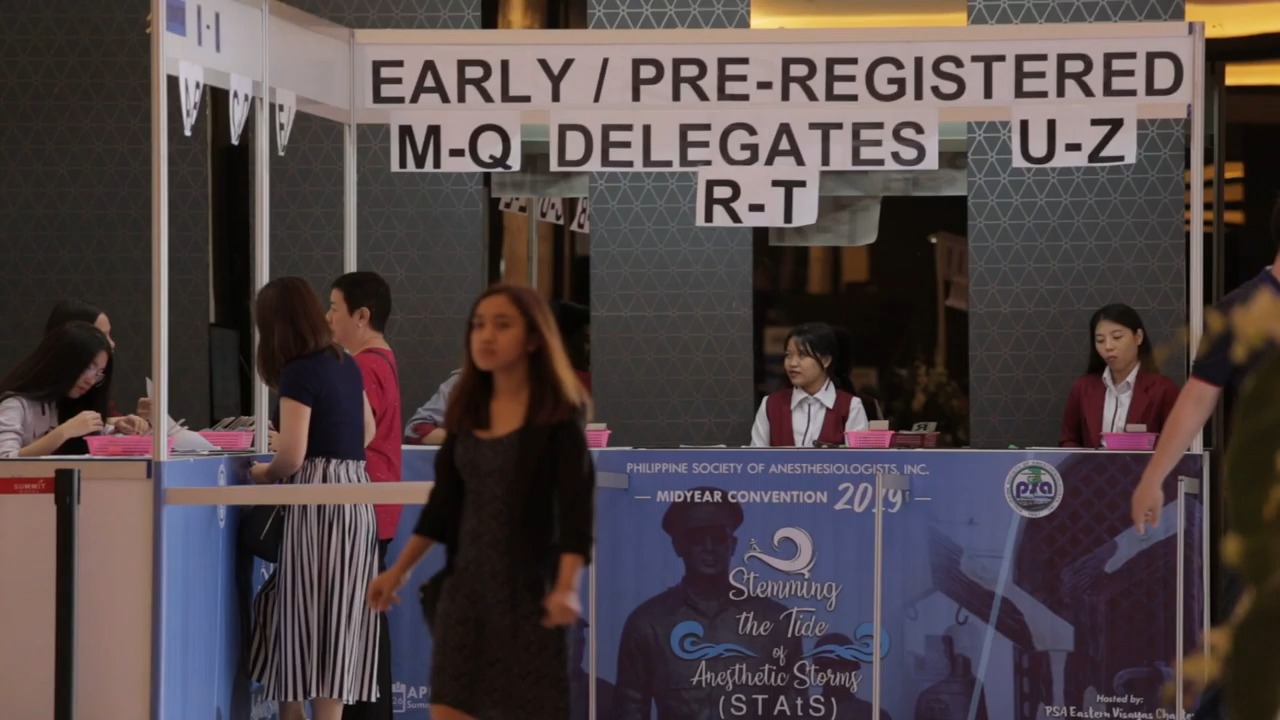 I-I
EARLY / PRE-REGISTERED
M-Q DELEGATES U-Z
R-T
SUMMIT
PHILIPPINE SOCIETY OF ANESTHESIOLOGISTS, INC.
— MIDYEAR CONVENTION 2019 —
psa
Stemming
the Tide
of
Anesthetic Storms
(STAtS)
Hosted by:
PSA Eastern Visayas